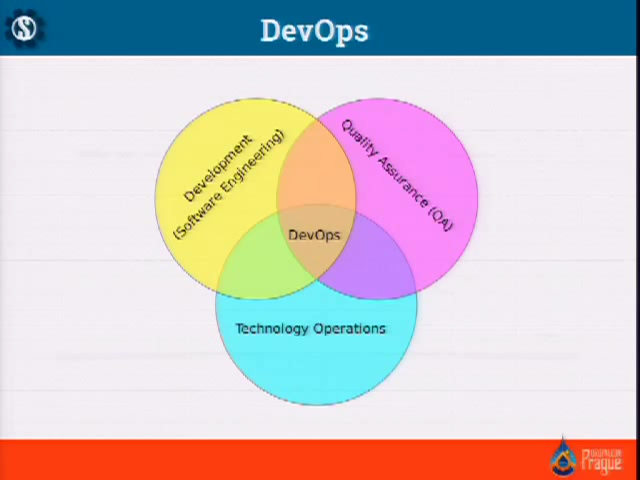 DevOps
Development
(Software Engineering)
Quality Assurance (QA)
DevOps
Technology Operations
Prague